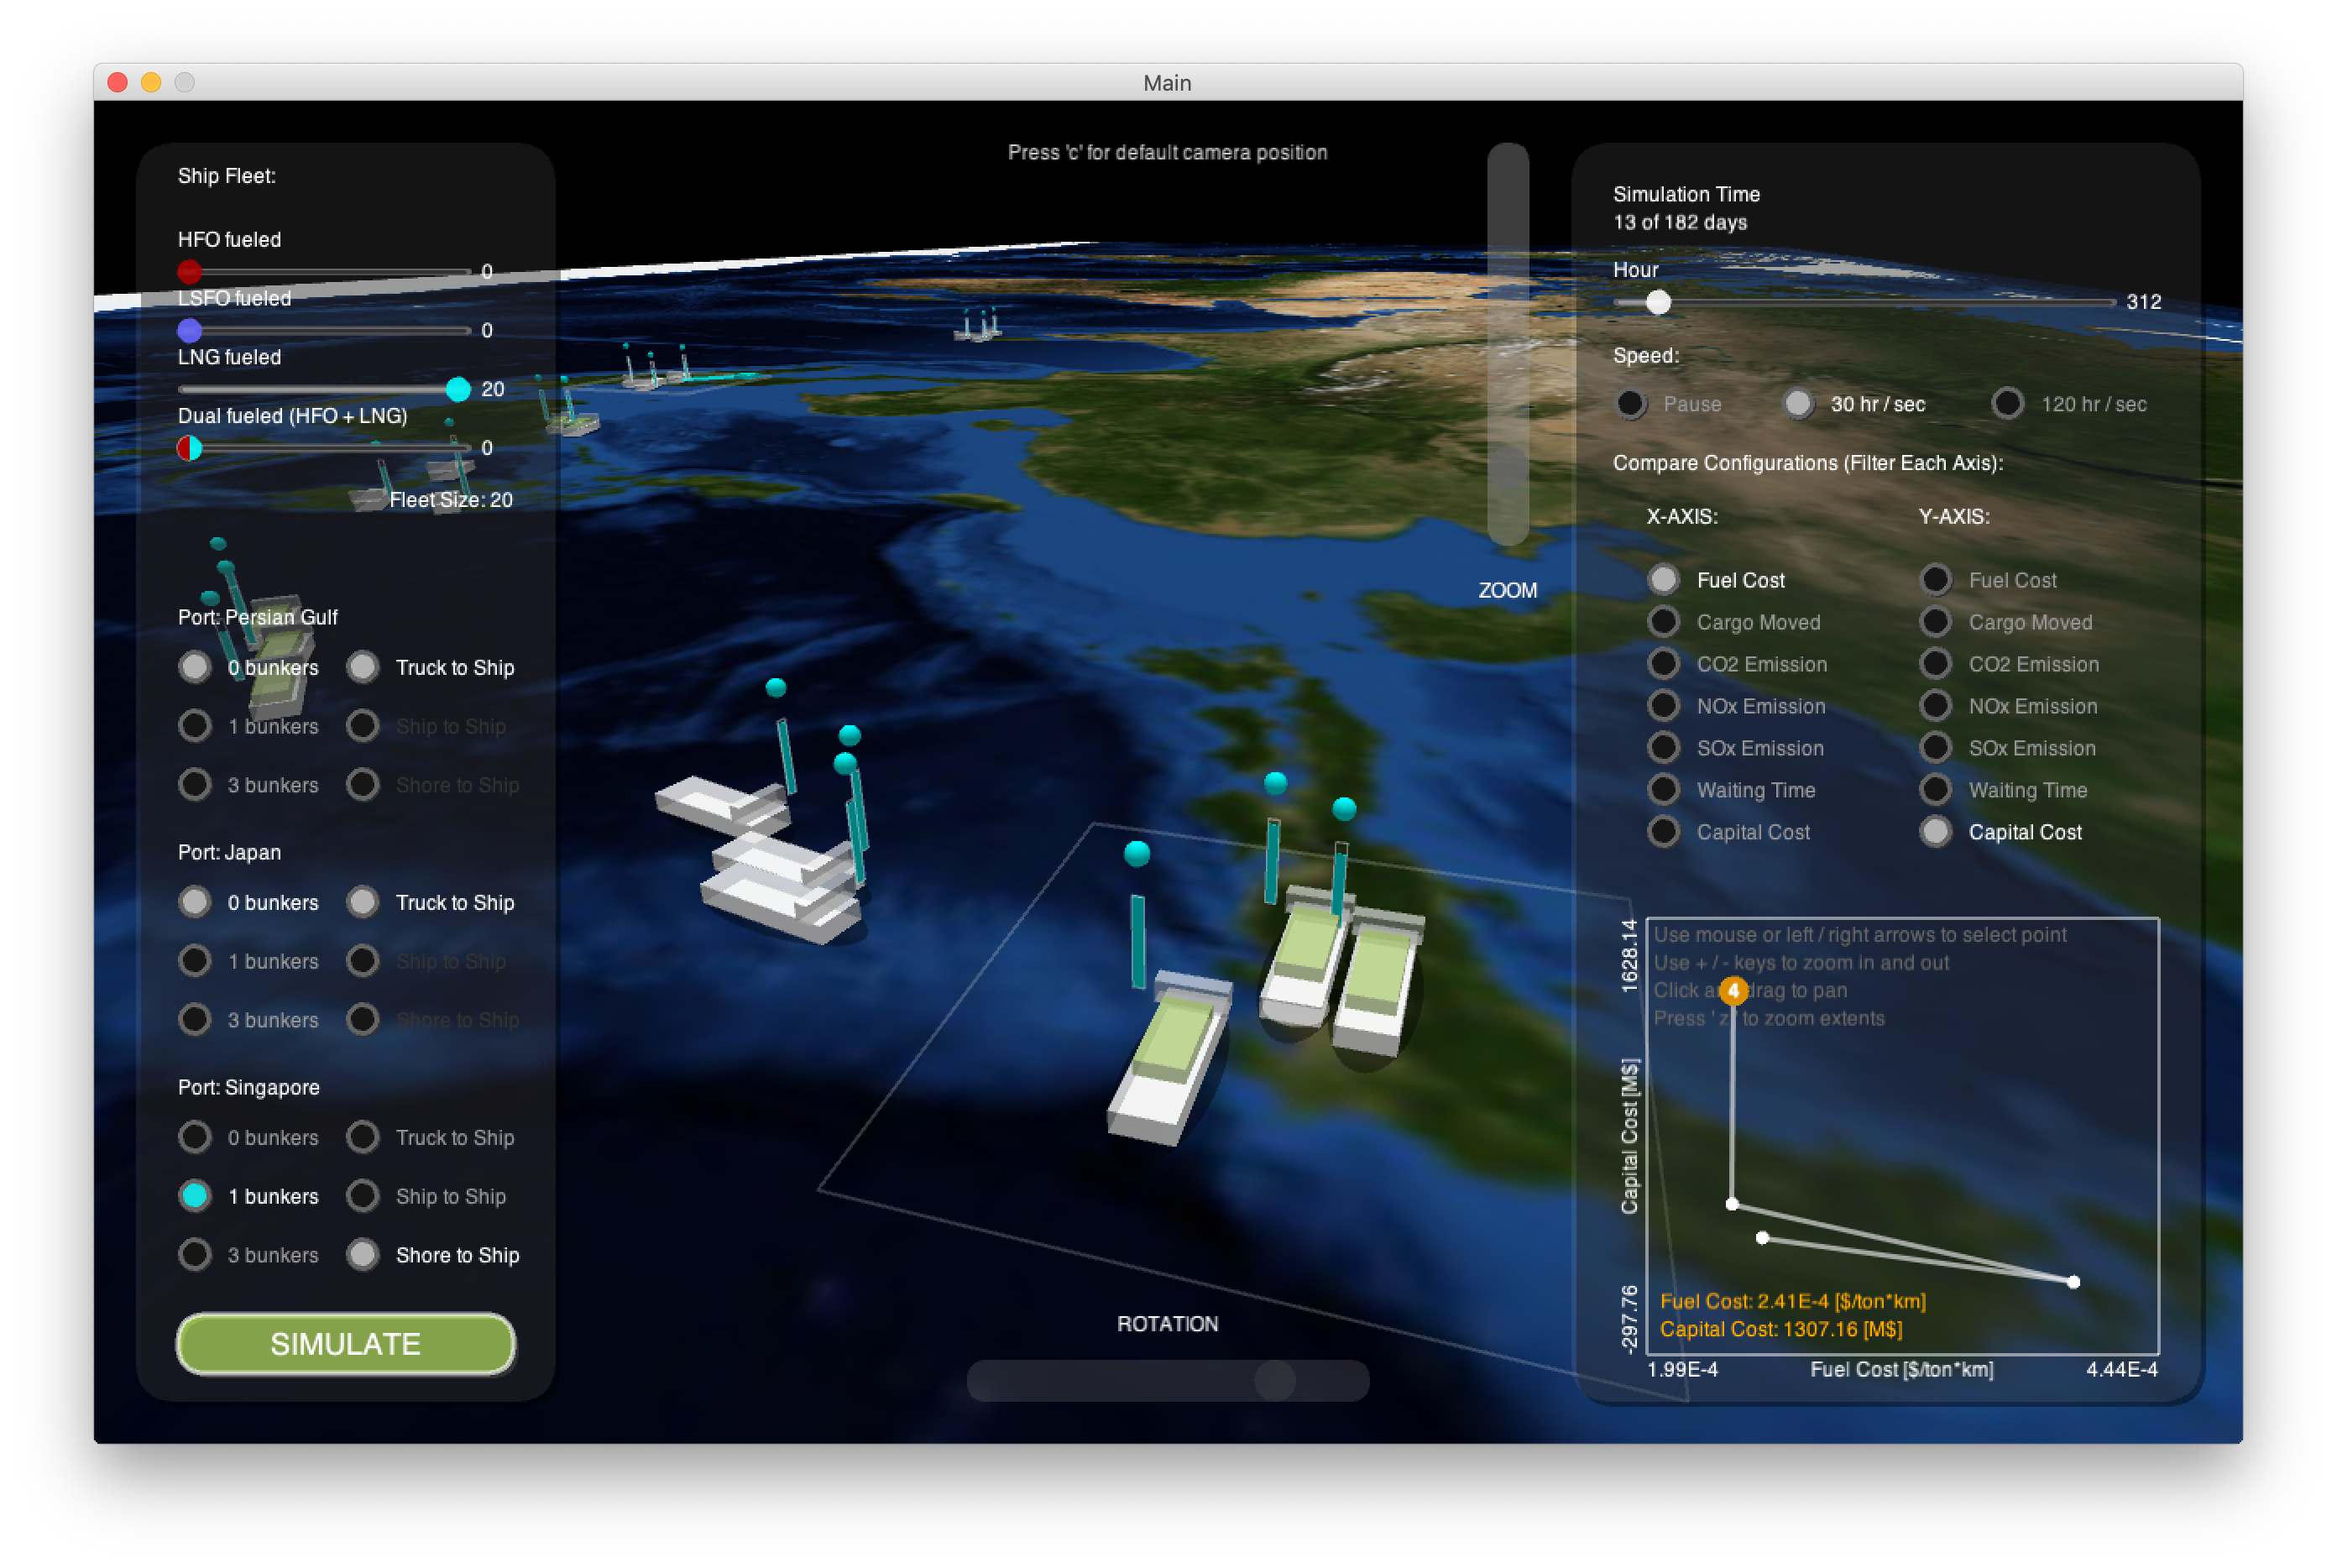 Main
Press 'c' for default camera position
Ship Fleet:
HFO fueled
0
LSFO fueled
0
LNG fueled
20
Dual fueled (HFO + LNG)
0
Fleet Size: 20
Port: Persian Gulf
0 bunkers Truck to Ship
1 bunkers Ship to Ship
3 bunkers Shore to Ship
Port: Japan
0 bunkers Truck to Ship
1 bunkers Ship to Ship
3 bunkers Shore to Ship
Port: Singapore
0 bunkers Truck to Ship
1 bunkers Ship to Ship
3 bunkers Shore to Ship
SIMULATE
ZOOM
ROTATION
Simulation Time
13 of 182 days
Hour
312
Speed:
Pause 30 hr / sec 120 hr / sec
Compare Configurations (Filter Each Axis):
X-AXIS: Y-AXIS:
Fuel Cost Fuel Cost
Cargo Moved Cargo Moved
CO2 Emission CO2 Emission
NOx Emission NOx Emission
SOx Emission SOx Emission
Waiting Time Waiting Time
Capital Cost Capital Cost
Use mouse or left / right arrows to select point
Use + / - keys to zoom in and out
Click a drag to pan
Press ' z ' to zoom extents
4
1628.14
Capital Cost [M$]
-297.76
Fuel Cost: 2.41E-4 [$/ton*km]
Capital Cost: 1307.16 [M$]
1.99E-4 Fuel Cost [$/ton*km] 4.44E-4